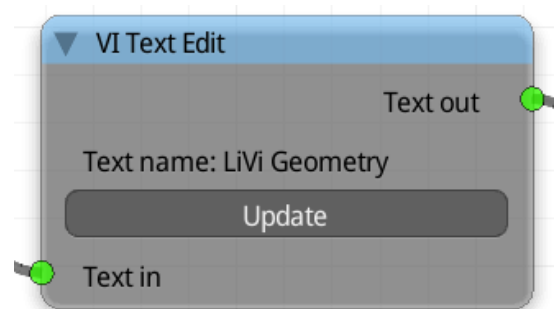 VI Text Edit
Text out
Text name: LiVi Geometry
Update
Text in